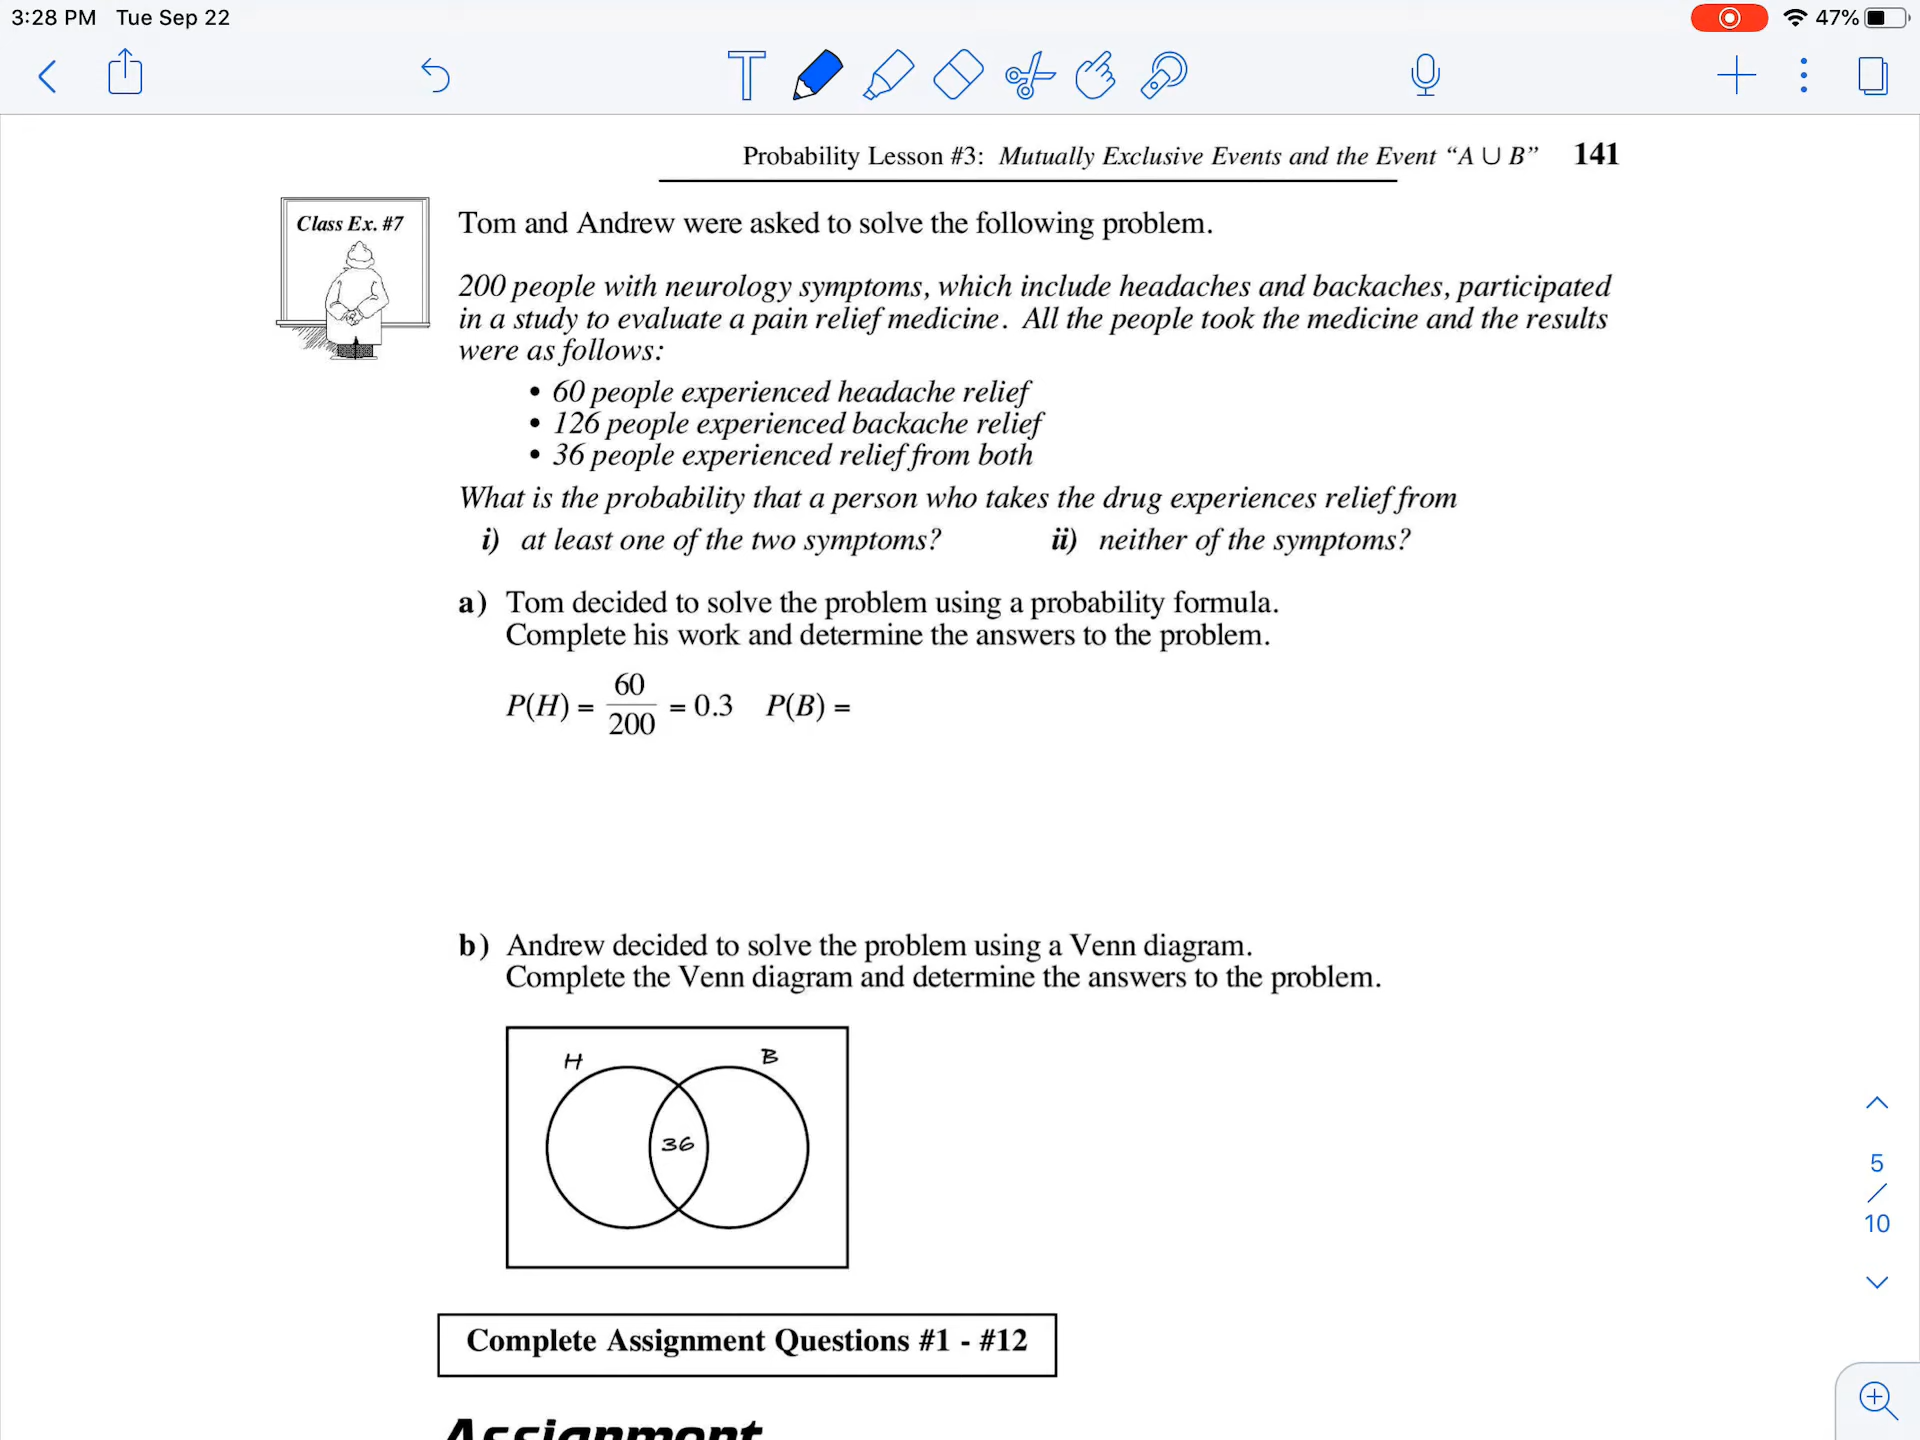 3:28 PM Tue Sep 22
47%
Probability Lesson #3: Mutually Exclusive Events and the Event “A ∪ B” 141
Class Ex. #7
Tom and Andrew were asked to solve the following problem.
200 people with neurology symptoms, which include headaches and backaches, participated
in a study to evaluate a pain relief medicine. All the people took the medicine and the results
were as follows:
• 60 people experienced headache relief
• 126 people experienced backache relief
• 36 people experienced relief from both
What is the probability that a person who takes the drug experiences relief from
i) at least one of the two symptoms? ii) neither of the symptoms?
a) Tom decided to solve the problem using a probability formula.
Complete his work and determine the answers to the problem.
P(H) = 60/200 = 0.3 P(B) =
b) Andrew decided to solve the problem using a Venn diagram.
Complete the Venn diagram and determine the answers to the problem.
H B
36
5
/
10
Complete Assignment Questions #1 - #12
Assignment